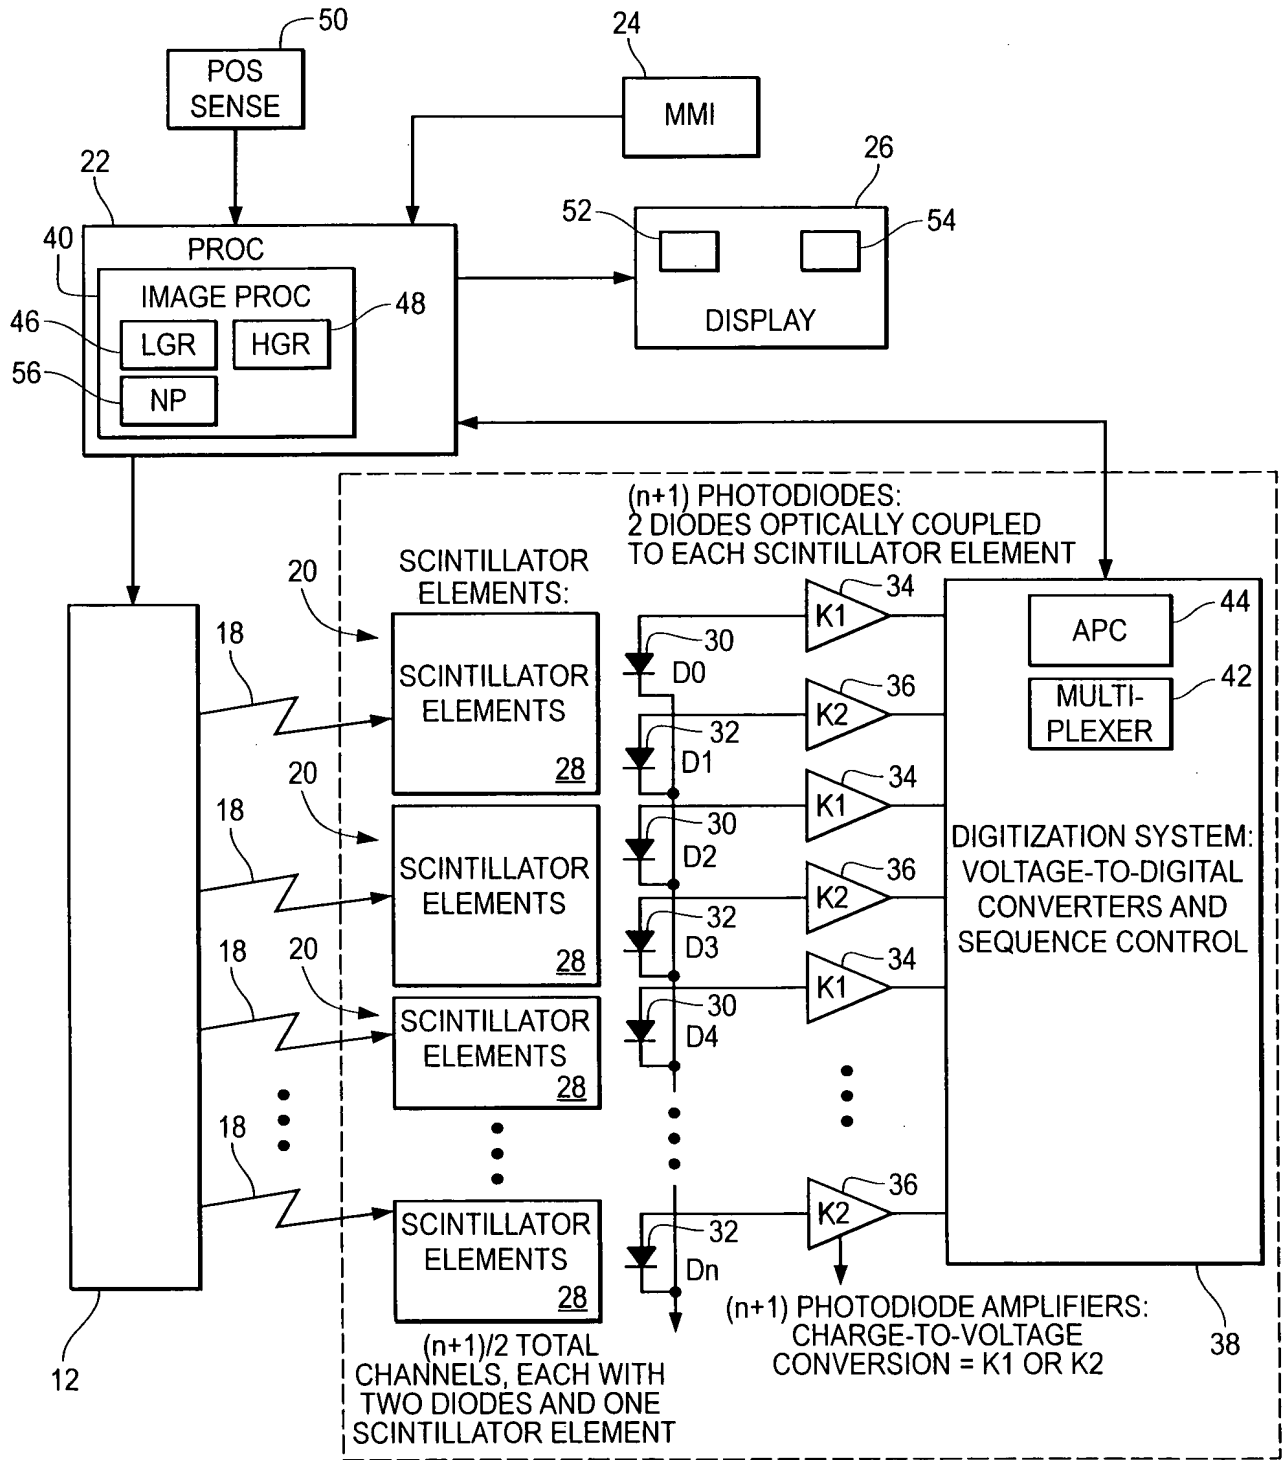 50
POS
SENSE
24
MMI
22
26
52
54
DISPLAY
40
PROC
IMAGE PROC
46
LGR
HGR
48
56
NP
(n+1) PHOTODIODES:
2 DIODES OPTICALLY COUPLED
TO EACH SCINTILLATOR ELEMENT
SCINTILLATOR
ELEMENTS:
20
18
SCINTILLATOR
ELEMENTS
28
30
D0
K1
34
32
D1
K2
36
44
APC
42
MULTI-
PLEXER
20
18
SCINTILLATOR
ELEMENTS
28
30
D2
K1
34
32
D3
K2
36
DIGITIZATION SYSTEM:
VOLTAGE-TO-DIGITAL
CONVERTERS AND
SEQUENCE CONTROL
20
18
SCINTILLATOR
ELEMENTS
28
30
D4
K1
34
18
SCINTILLATOR
ELEMENTS
28
32
Dn
K2
36
12
(n+1)/2 TOTAL
CHANNELS, EACH WITH
TWO DIODES AND ONE
SCINTILLATOR ELEMENT
(n+1) PHOTODIODE AMPLIFIERS:
CHARGE-TO-VOLTAGE
CONVERSION = K1 OR K2
38